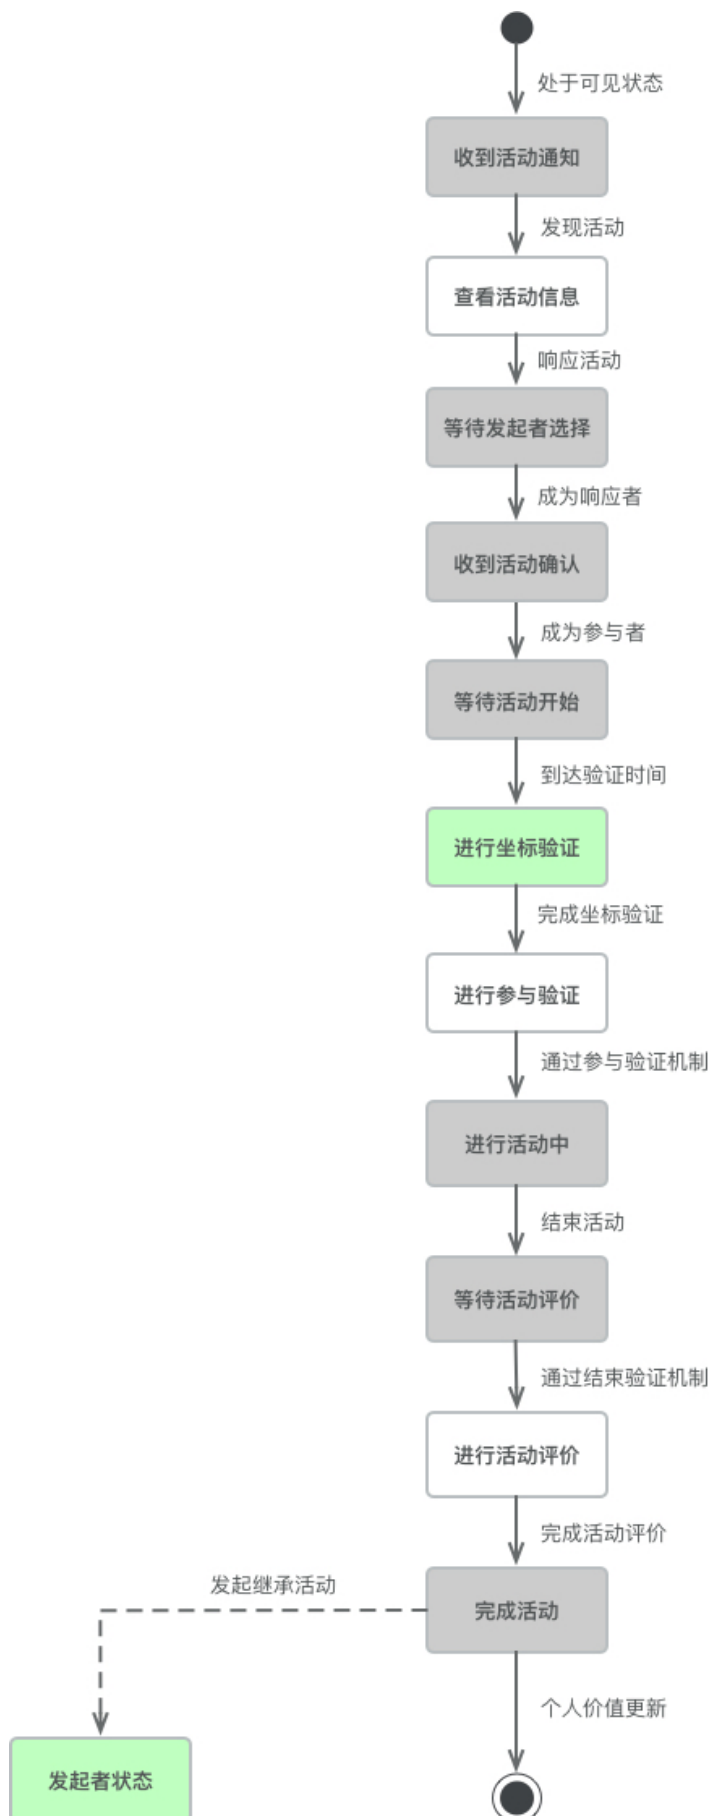 处于可见状态
收到活动通知
发现活动
查看活动信息
响应活动
等待发起者选择
成为响应者
收到活动确认
成为参与者
等待活动开始
到达验证时间
进行坐标验证
完成坐标验证
进行参与验证
通过参与验证机制
进行活动中
结束活动
等待活动评价
通过结束验证机制
进行活动评价
完成活动评价
发起继承活动
完成活动
个人价值更新
发起者状态